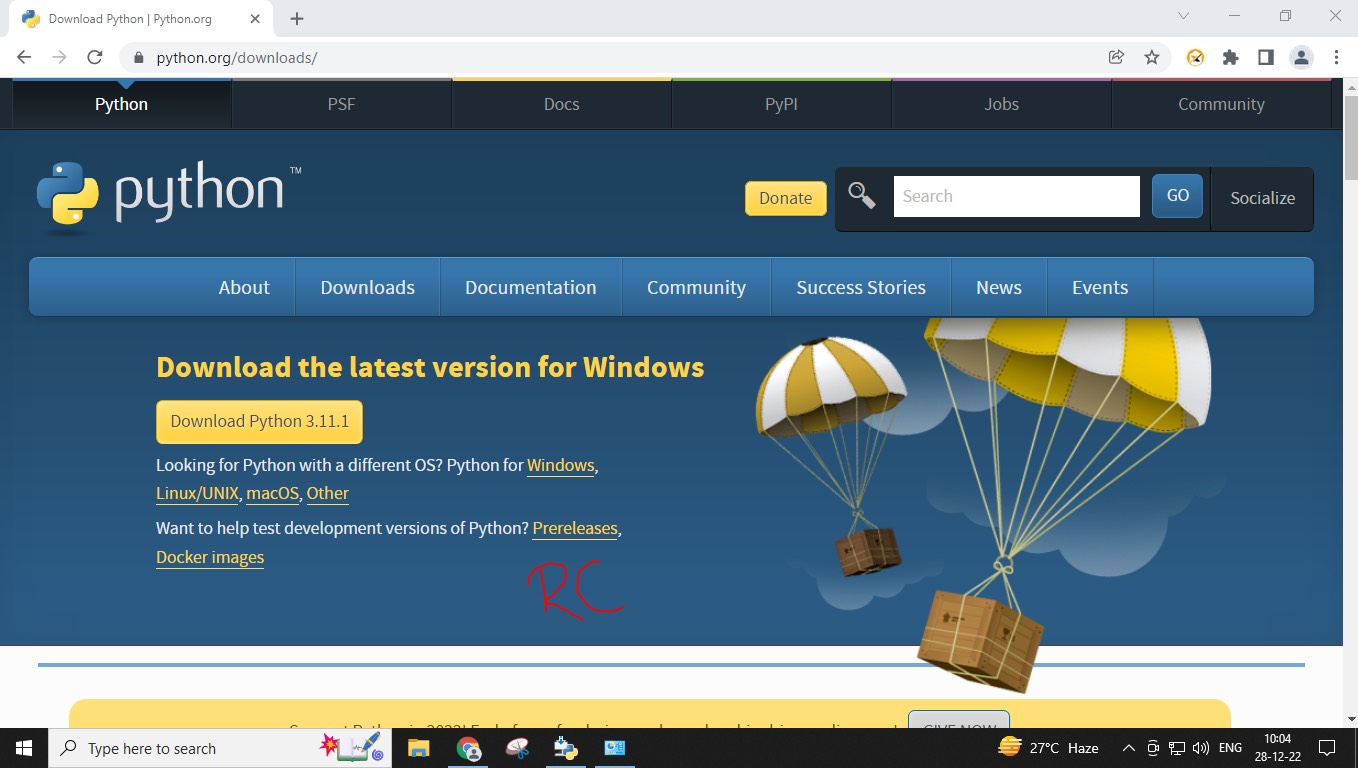 Download Python | Python.org
python.org/downloads/
Python PSF Docs PyPI Jobs Community
python™
Donate Search GO Socialize
About Downloads Documentation Community Success Stories News Events
Download the latest version for Windows
Download Python 3.11.1
Looking for Python with a different OS? Python for Windows,
Linux/UNIX, macOS, Other
Want to help test development versions of Python? Prereleases,
Docker images
RC
GIVE NOW
Type here to search
27°C Haze
ENG
10:04
28-12-22